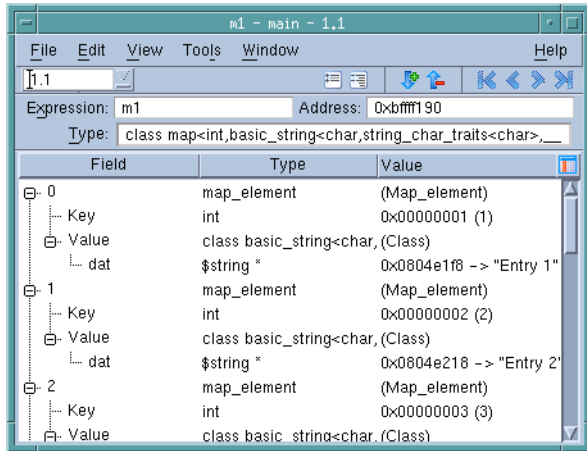 m1 - main - 1.1
File Edit View Tools Window Help
1.1
Expression: m1 Address: 0xbffff190
Type: class map<int,basic_string<char,string_char_traits<char>,__
Field Type Value
0 map_element (Map_element)
Key int 0x00000001 (1)
Value class basic_string<char, (Class)
dat $string * 0x0804e1f8 -> "Entry 1"
1 map_element (Map_element)
Key int 0x00000002 (2)
Value class basic_string<char, (Class)
dat $string * 0x0804e218 -> "Entry 2"
2 map_element (Map_element)
Key int 0x00000003 (3)
Value class basic_string<char, (Class)